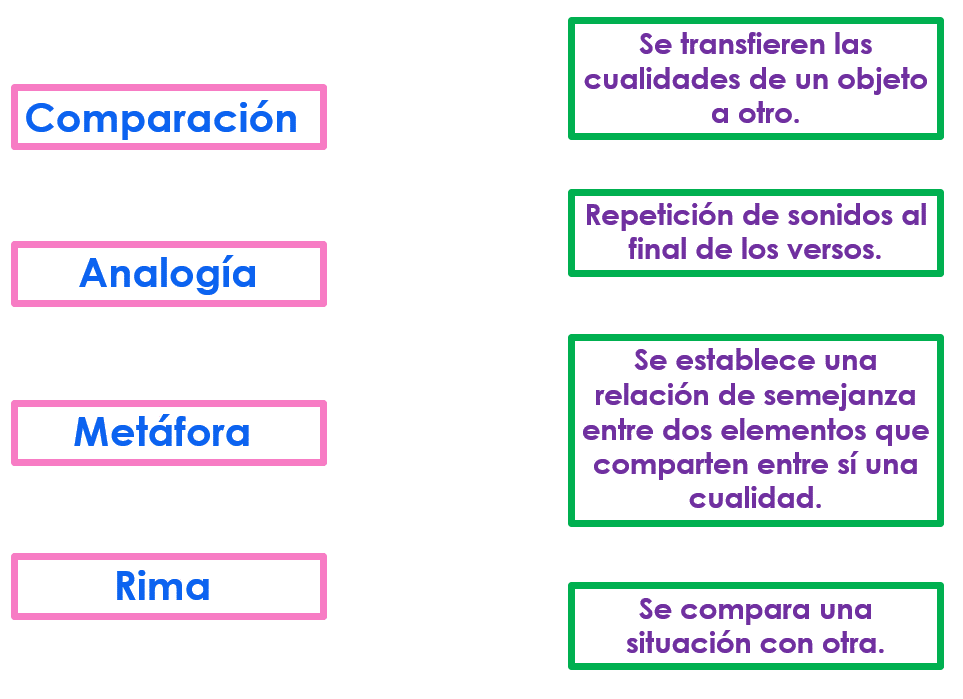 Comparación
Analogía
Metáfora
Rima
Se transfieren las
cualidades de un objeto
a otro.
Repetición de sonidos al
final de los versos.
Se establece una
relación de semejanza
entre dos elementos que
comparten entre sí una
cualidad.
Se compara una
situación con otra.